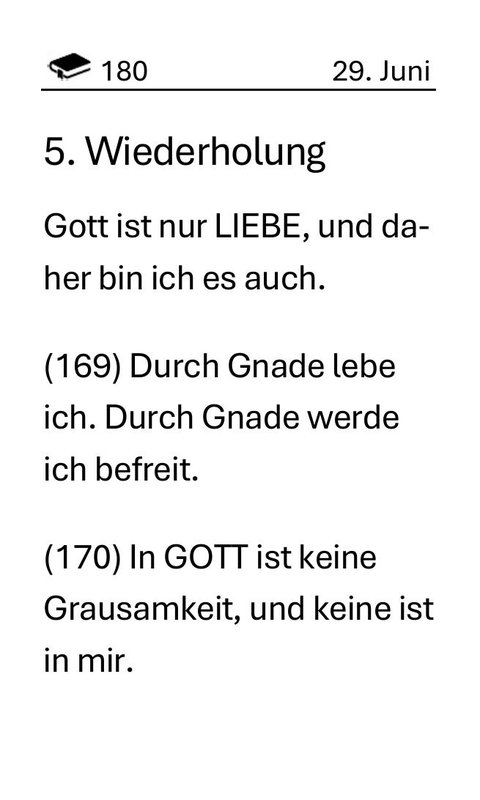 180 29. Juni
5. Wiederholung
Gott ist nur LIEBE, und da-
her bin ich es auch.
(169) Durch Gnade lebe
ich. Durch Gnade werde
ich befreit.
(170) In GOTT ist keine
Grausamkeit, und keine ist
in mir.